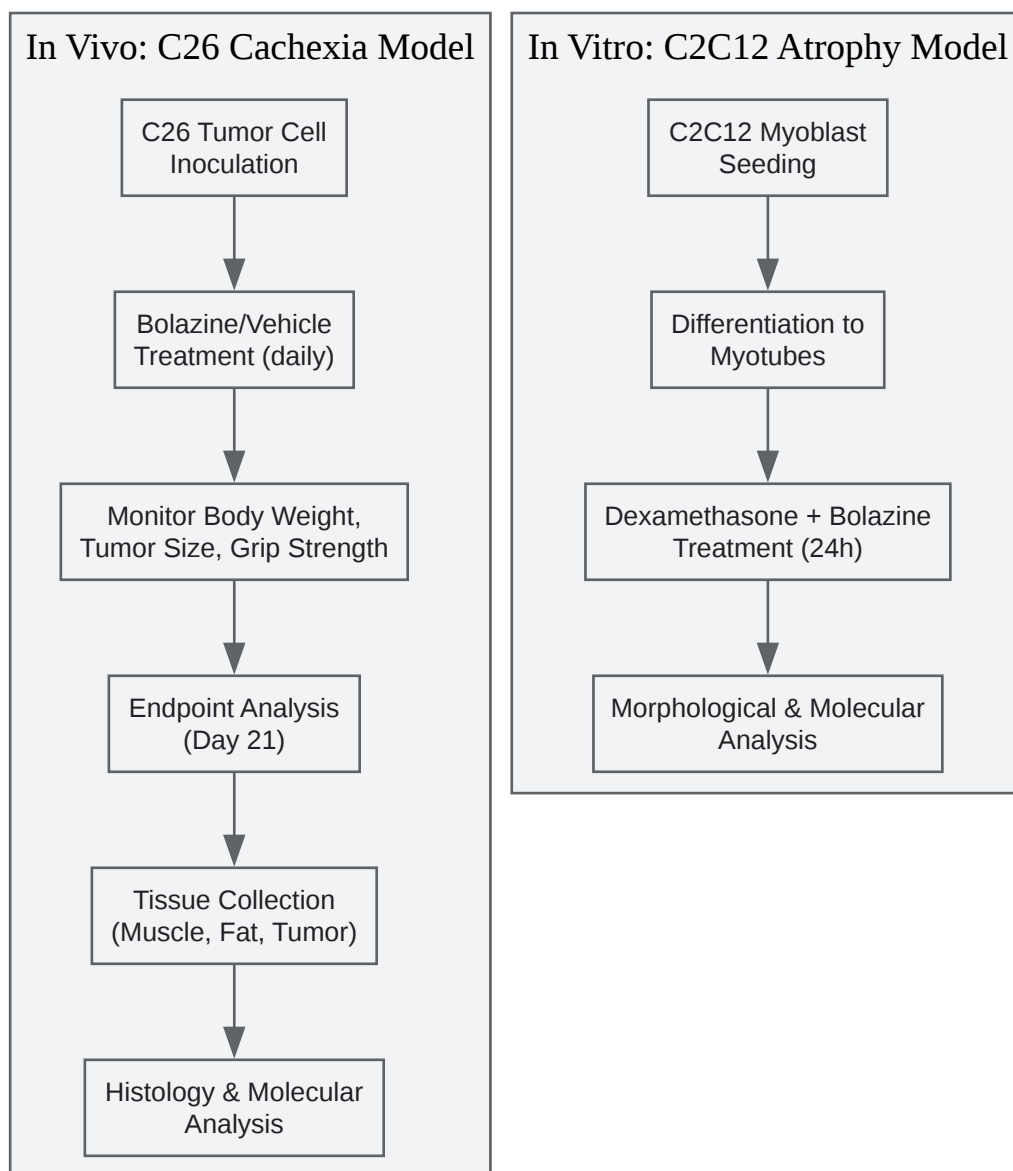 In Vivo: C26 Cachexia Model
C26 Tumor Cell
Inoculation
Bolazine/Vehicle
Treatment (daily)
Monitor Body Weight,
Tumor Size, Grip Strength
Endpoint Analysis
(Day 21)
Tissue Collection
(Muscle, Fat, Tumor)
Histology & Molecular
Analysis
In Vitro: C2C12 Atrophy Model
C2C12 Myoblast
Seeding
Differentiation to
Myotubes
Dexamethasone + Bolazine
Treatment (24h)
Morphological & Molecular
Analysis